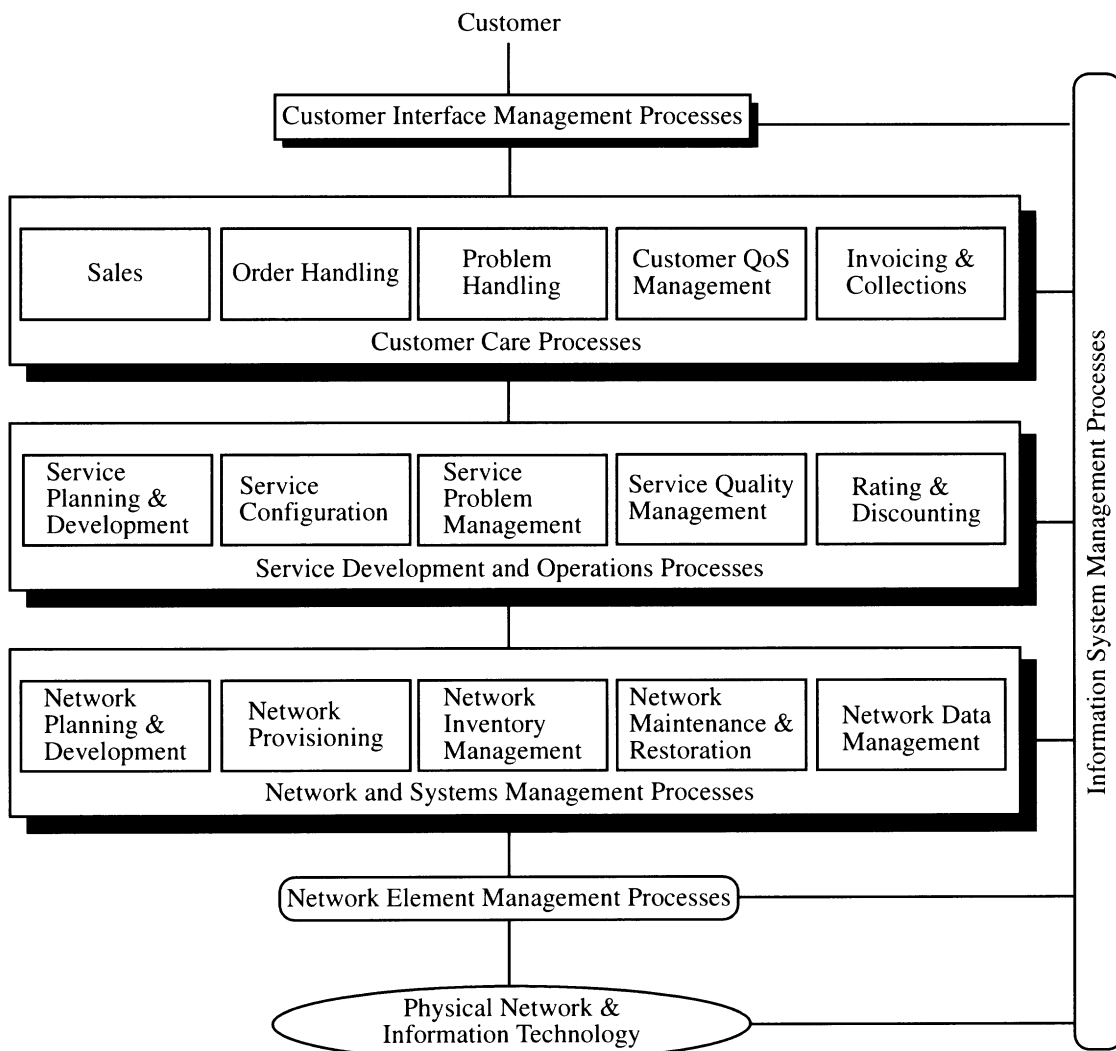 Customer
Customer Interface Management Processes
Sales
Order Handling
Problem
Handling
Customer QoS
Management
Invoicing &
Collections
Customer Care Processes
Service
Planning &
Development
Service
Configuration
Service
Problem
Management
Service Quality
Management
Rating &
Discounting
Service Development and Operations Processes
Network
Planning &
Development
Network
Provisioning
Network
Inventory
Management
Network
Maintenance &
Restoration
Network Data
Management
Network and Systems Management Processes
Network Element Management Processes
Physical Network &
Information Technology
Information System Management Processes